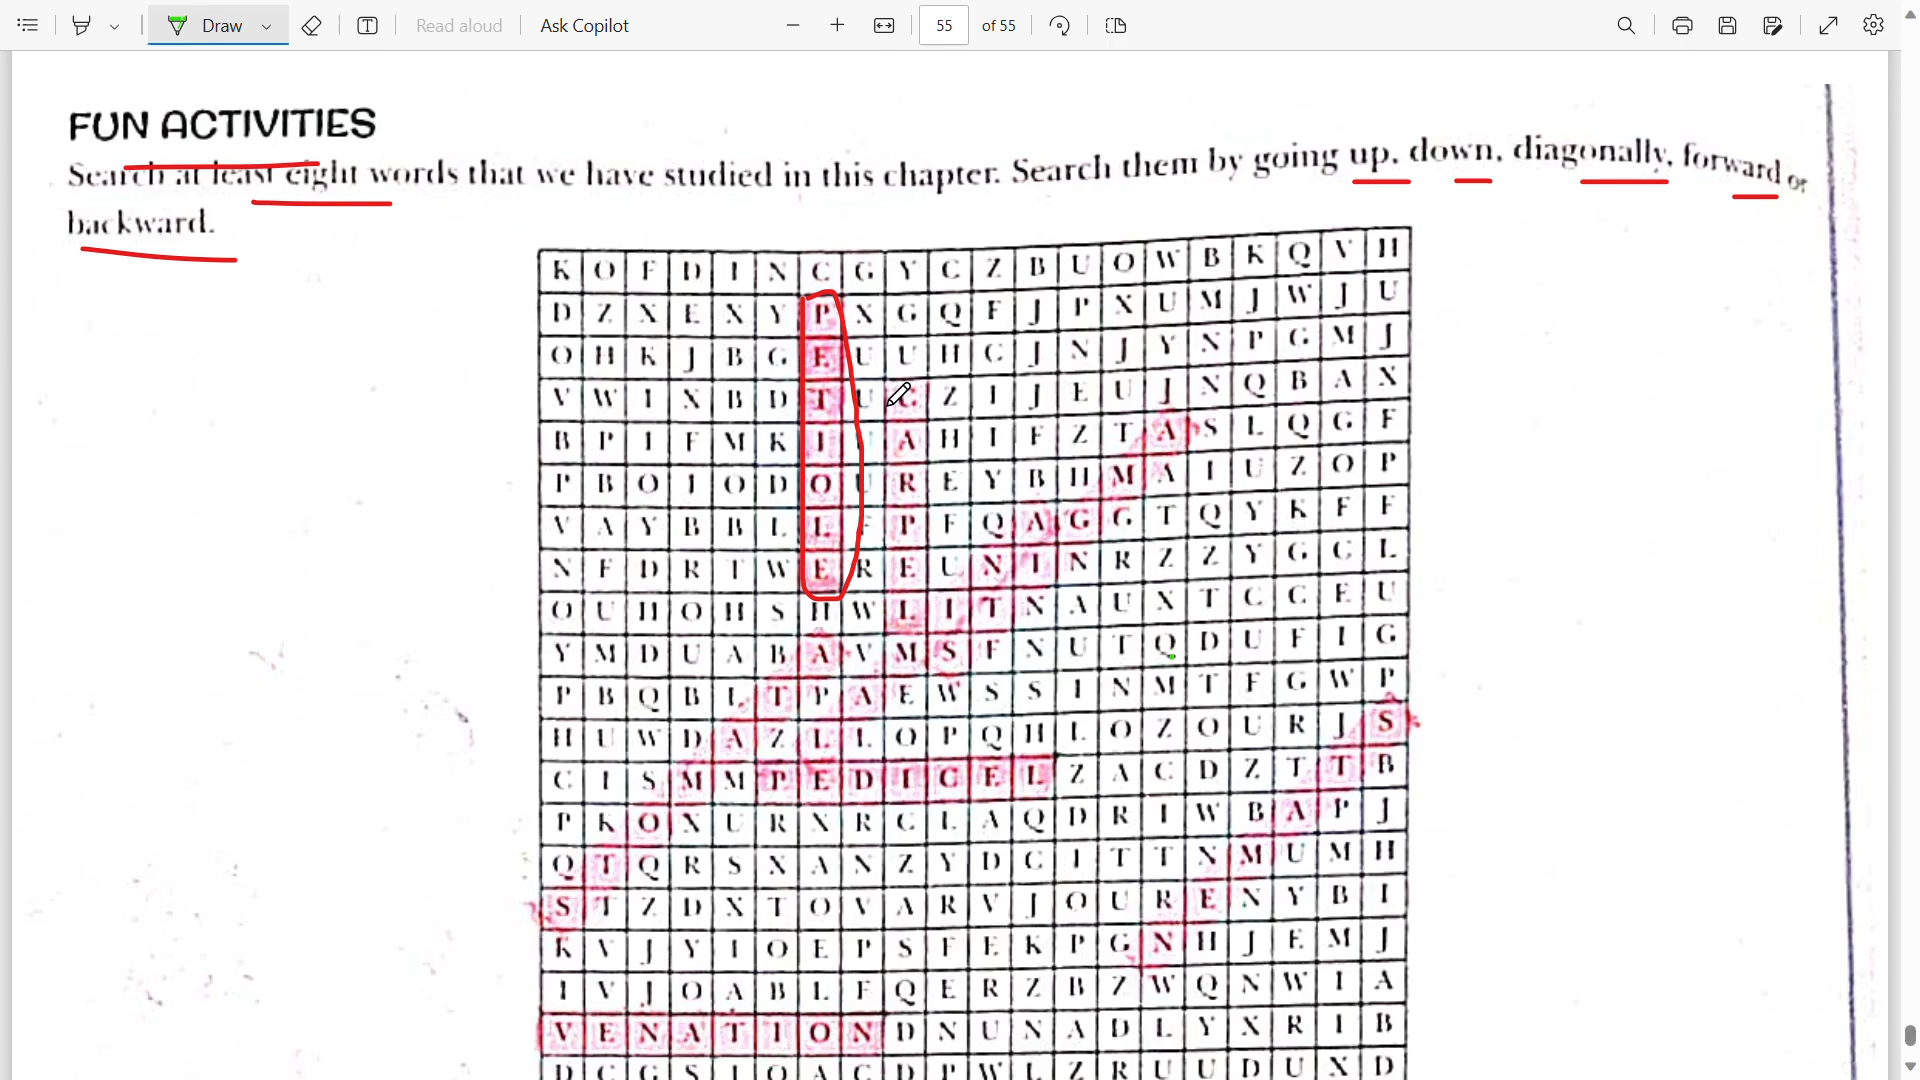 Draw
Read aloud
Ask Copilot
55
of 55
FUN ACTIVITIES
Search at least eight words that we have studied in this chapter. Search them by going up, down, diagonally, forward or
backward.
K O F D I N C G Y C Z B U O W B K Q V H
D Z X E X Y P X G Q F J P X U M J W J U
O H K J B G E U U H C J N J Y N P G M J
V W I X B D T U C Z I J E U J N Q B A X
B P I F M K I A H I F Z T A S L Q G F
P B O I O D O U R E Y B H M A I U Z O P
V A Y B B L L F P F Q A G G T Q Y K F F
N F D R T W E R E U N I N R Z Z Y G C L
O U H O H S H W L I T N A U X T C C E U
Y M D U A B A V M S F N U T Q D U F I G
P B Q B L T P A E W S S I N M T F G W P
H U W D A Z L L O P Q H L O Z O U R J S
C I S M M P E D I C E L Z A C D Z T T B
P K O X U R X R C L A Q D R I W B A P J
Q T Q R S X A N Z Y D C I T T N M U M H
S T Z D X T O V A R V J O U R E N Y B I
K V J Y I O E P S F E K P G N H J E M J
I V J O A B L F Q E R Z B Z W Q N W I A
V E N A T I O N D N U N A D L Y X R I B